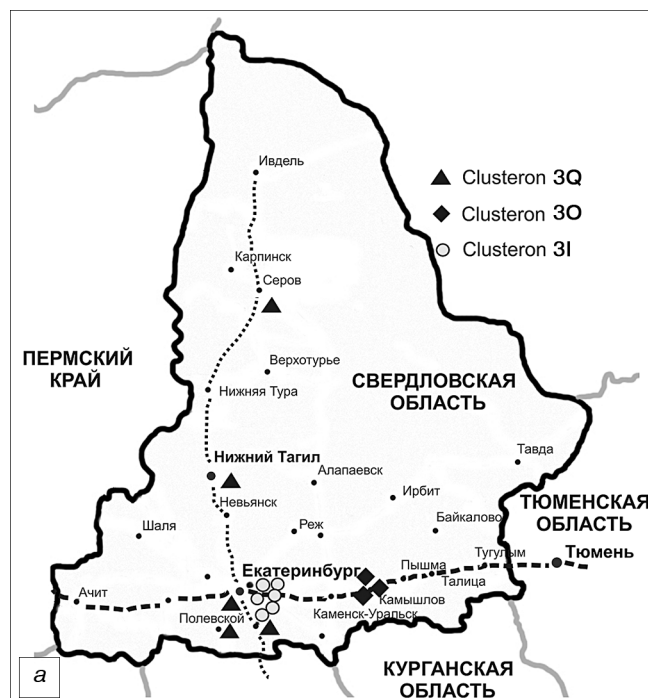 Ивдель
Clusteron 3Q
Clusteron 3O
Clusteron 3I
Карпинск
Серов
ПЕРМСКИЙ
КРАЙ
Верхотурье
СВЕРДЛОВСКАЯ
ОБЛАСТЬ
Нижняя Тура
Нижний Тагил
Алапаевск
Тавда
Ирбит
Невьянск
ТЮМЕНСКАЯ
ОБЛАСТЬ
Шаля
Реж
Байкалово
Екатеринбург
Пышма
Тугулым
Тюмень
Ачит
Талица
Камышлов
Полевской
Каменск-Уральск
КУРГАНСКАЯ
ОБЛАСТЬ
а